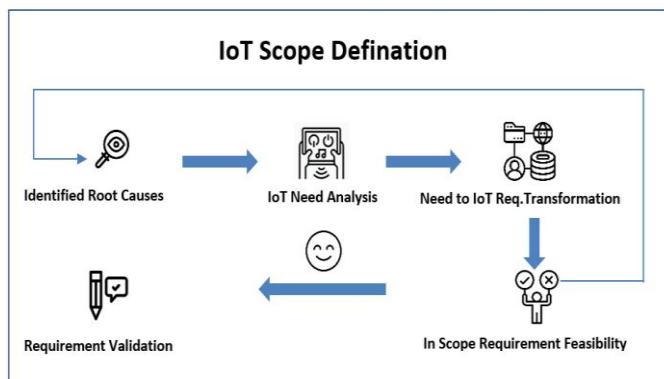 IoT Scope Defination
Identified Root Causes
IoT Need Analysis
Need to IoT Req.Transformation
Requirement Validation
In Scope Requirement Feasibility